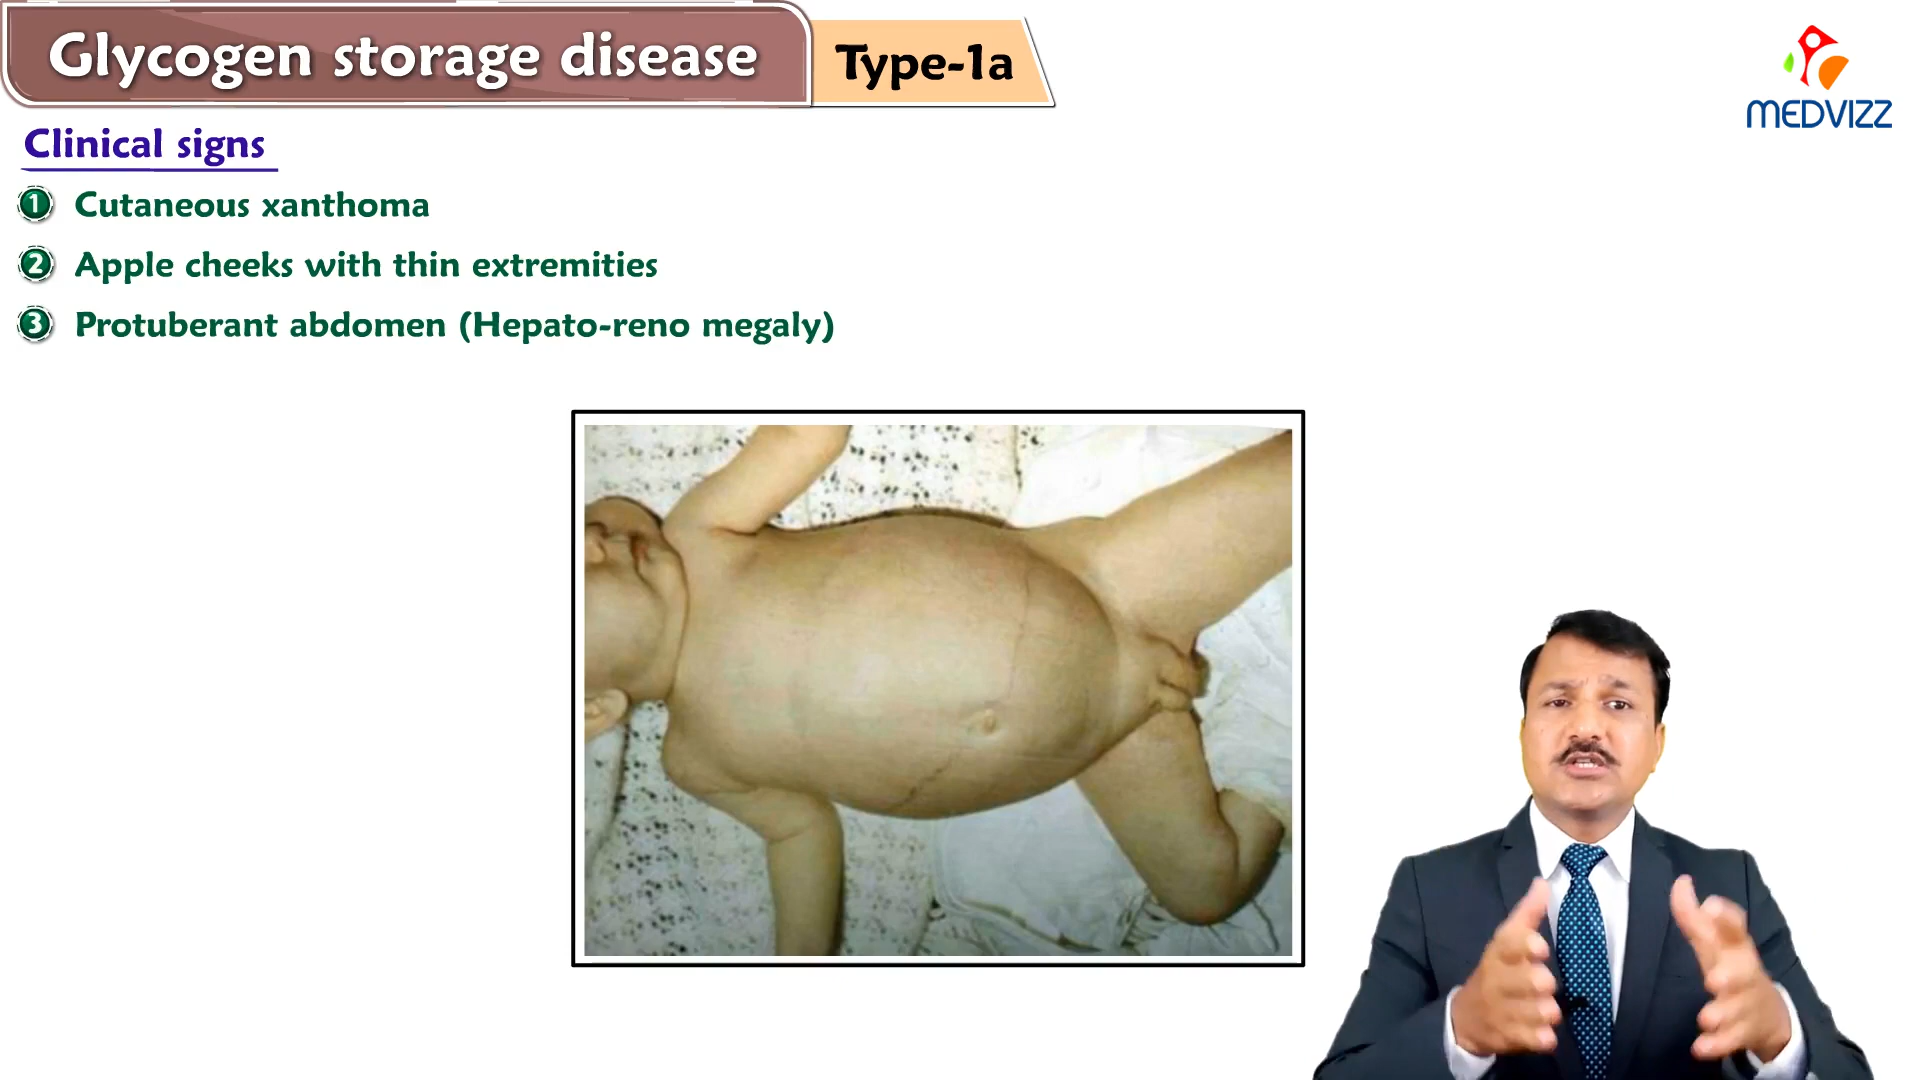 Glycogen storage disease
Type-1a
MEDVIZZ
Clinical signs
1 Cutaneous xanthoma
2 Apple cheeks with thin extremities
3 Protuberant abdomen (Hepato-reno megaly)